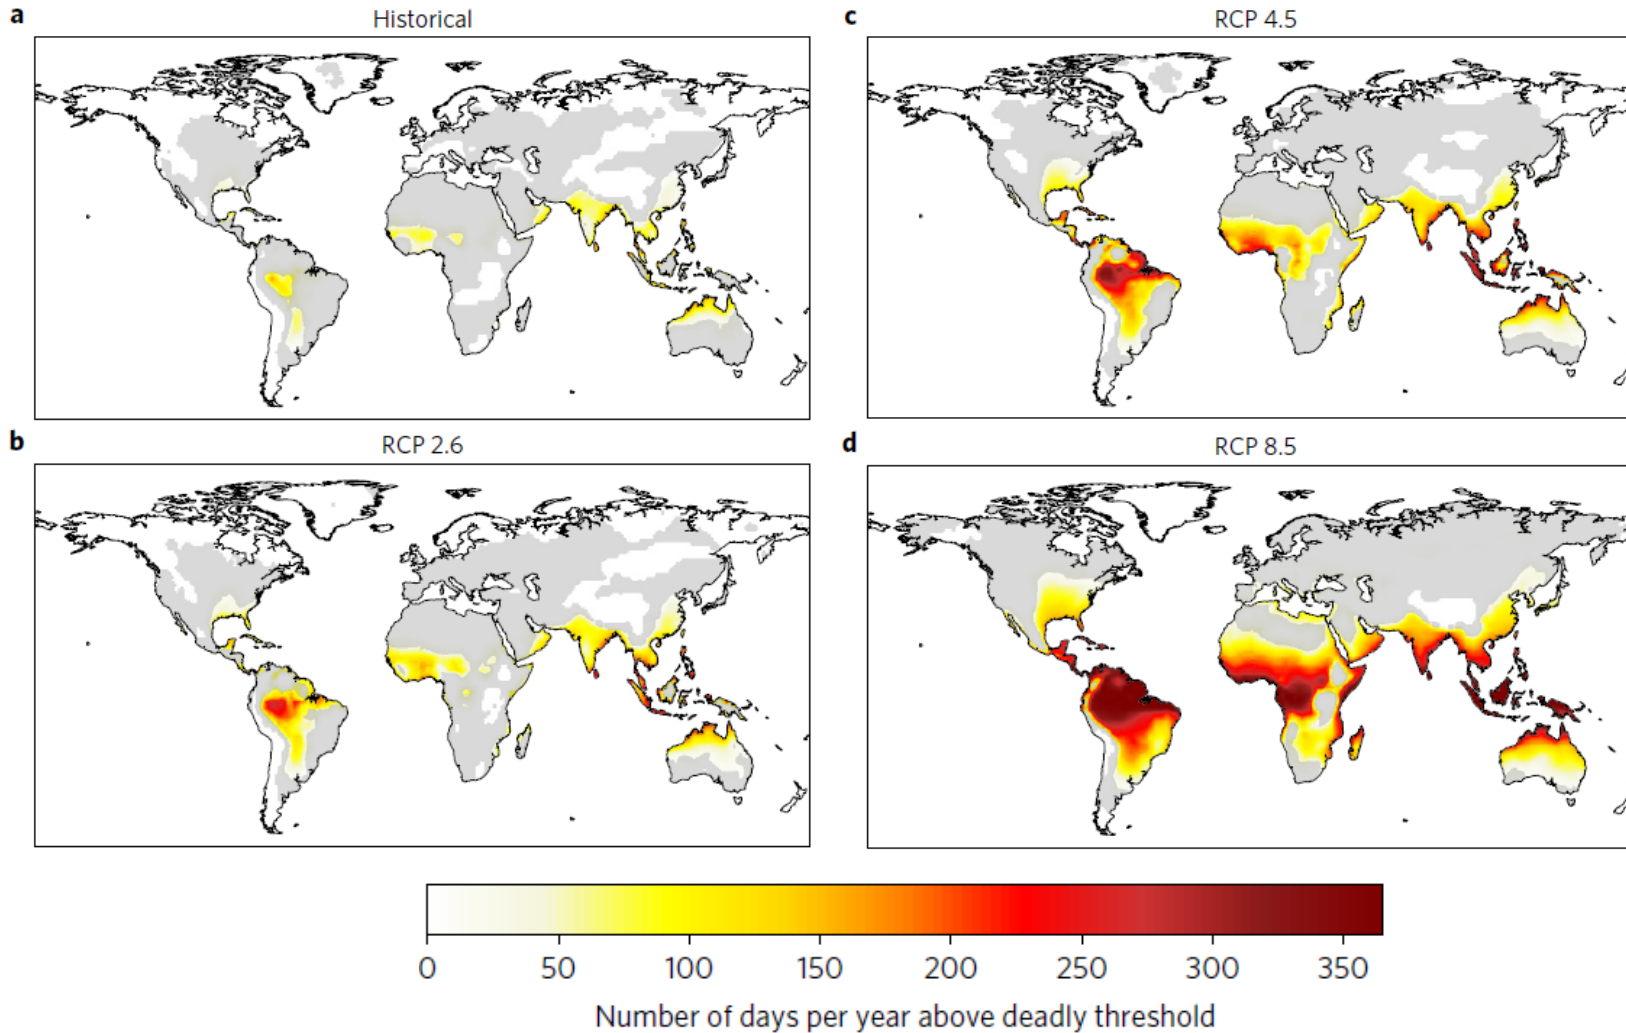 a Historical
c RCP 4.5
b RCP 2.6
d RCP 8.5
0 50 100 150 200 250 300 350
Number of days per year above deadly threshold